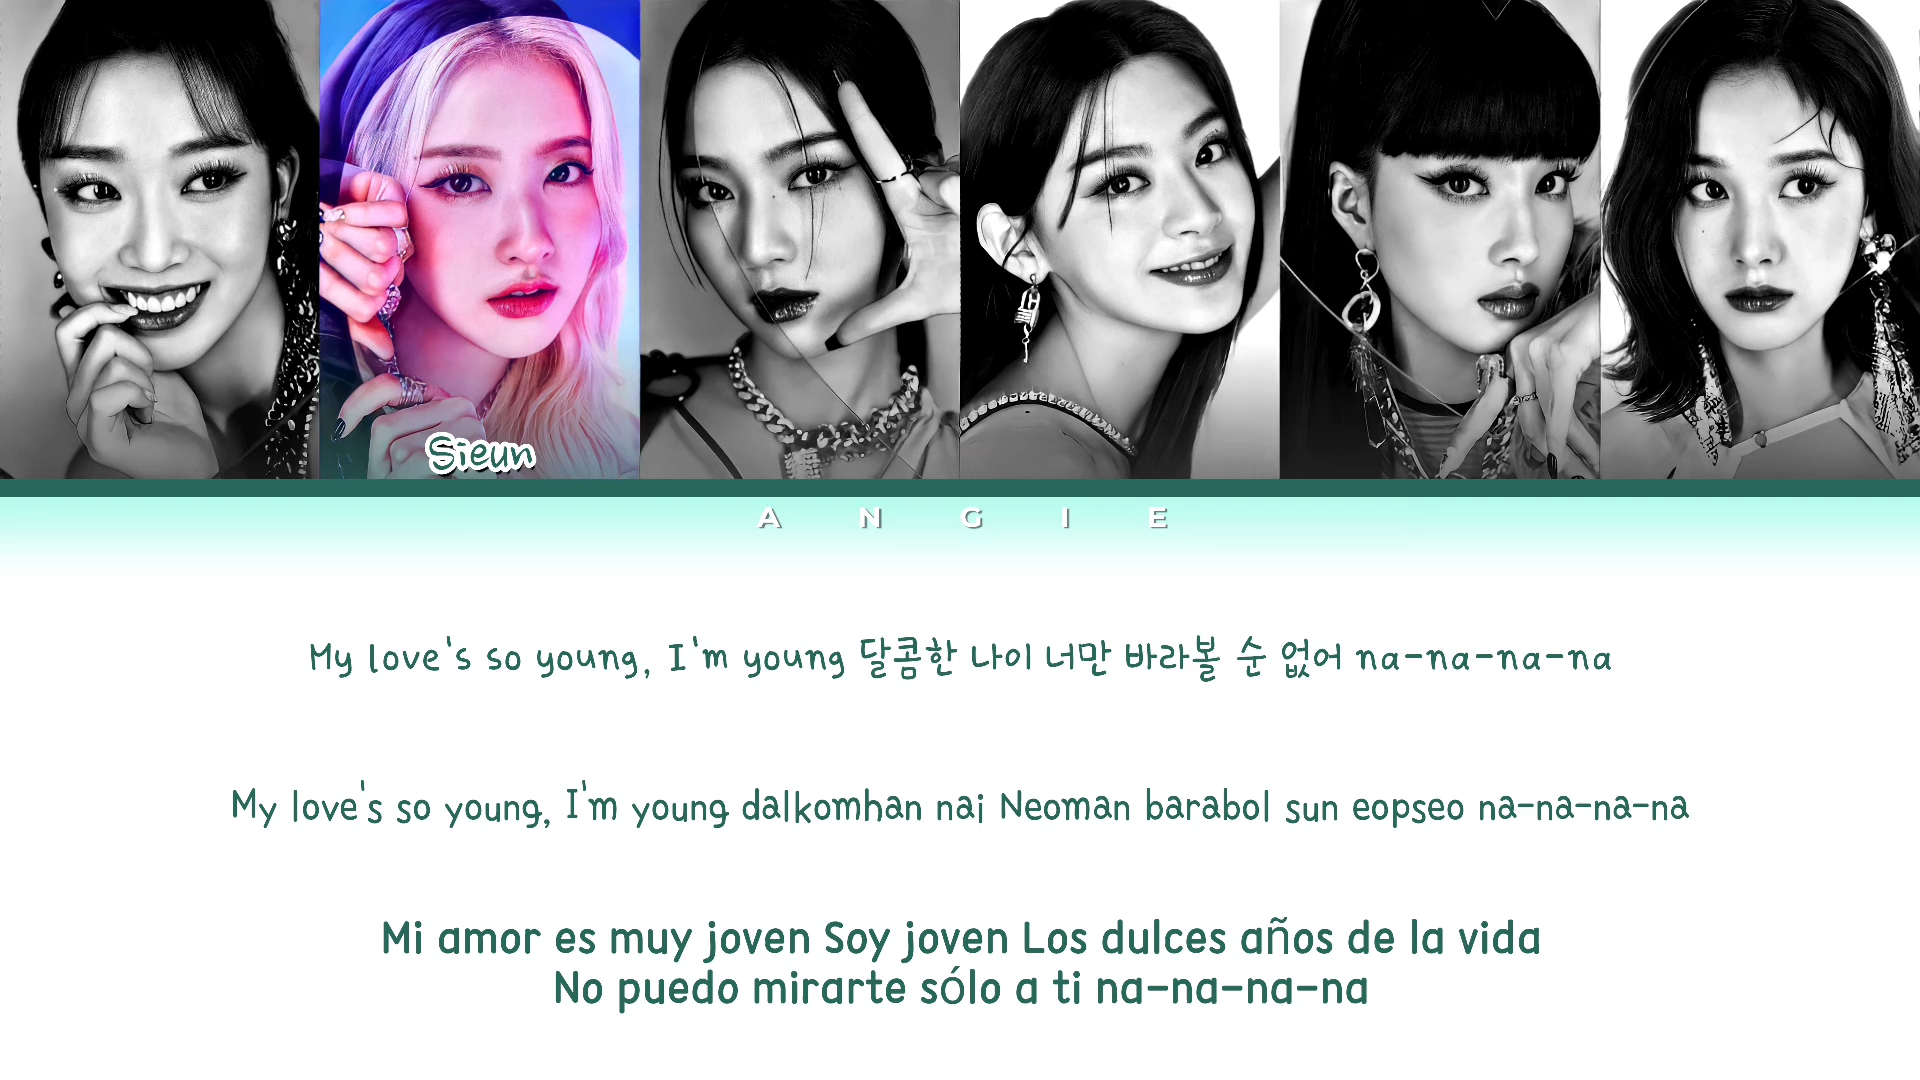 Sieun
A N G I E
My love's so young, I'm young 달콤한 나이 너만 바라볼 순 없어 na-na-na-na
My love's so young, I'm young dalkomhan nai Neoman barabol sun eopseo na-na-na-na
Mi amor es muy joven Soy joven Los dulces años de la vida
No puedo mirarte sólo a ti na-na-na-na